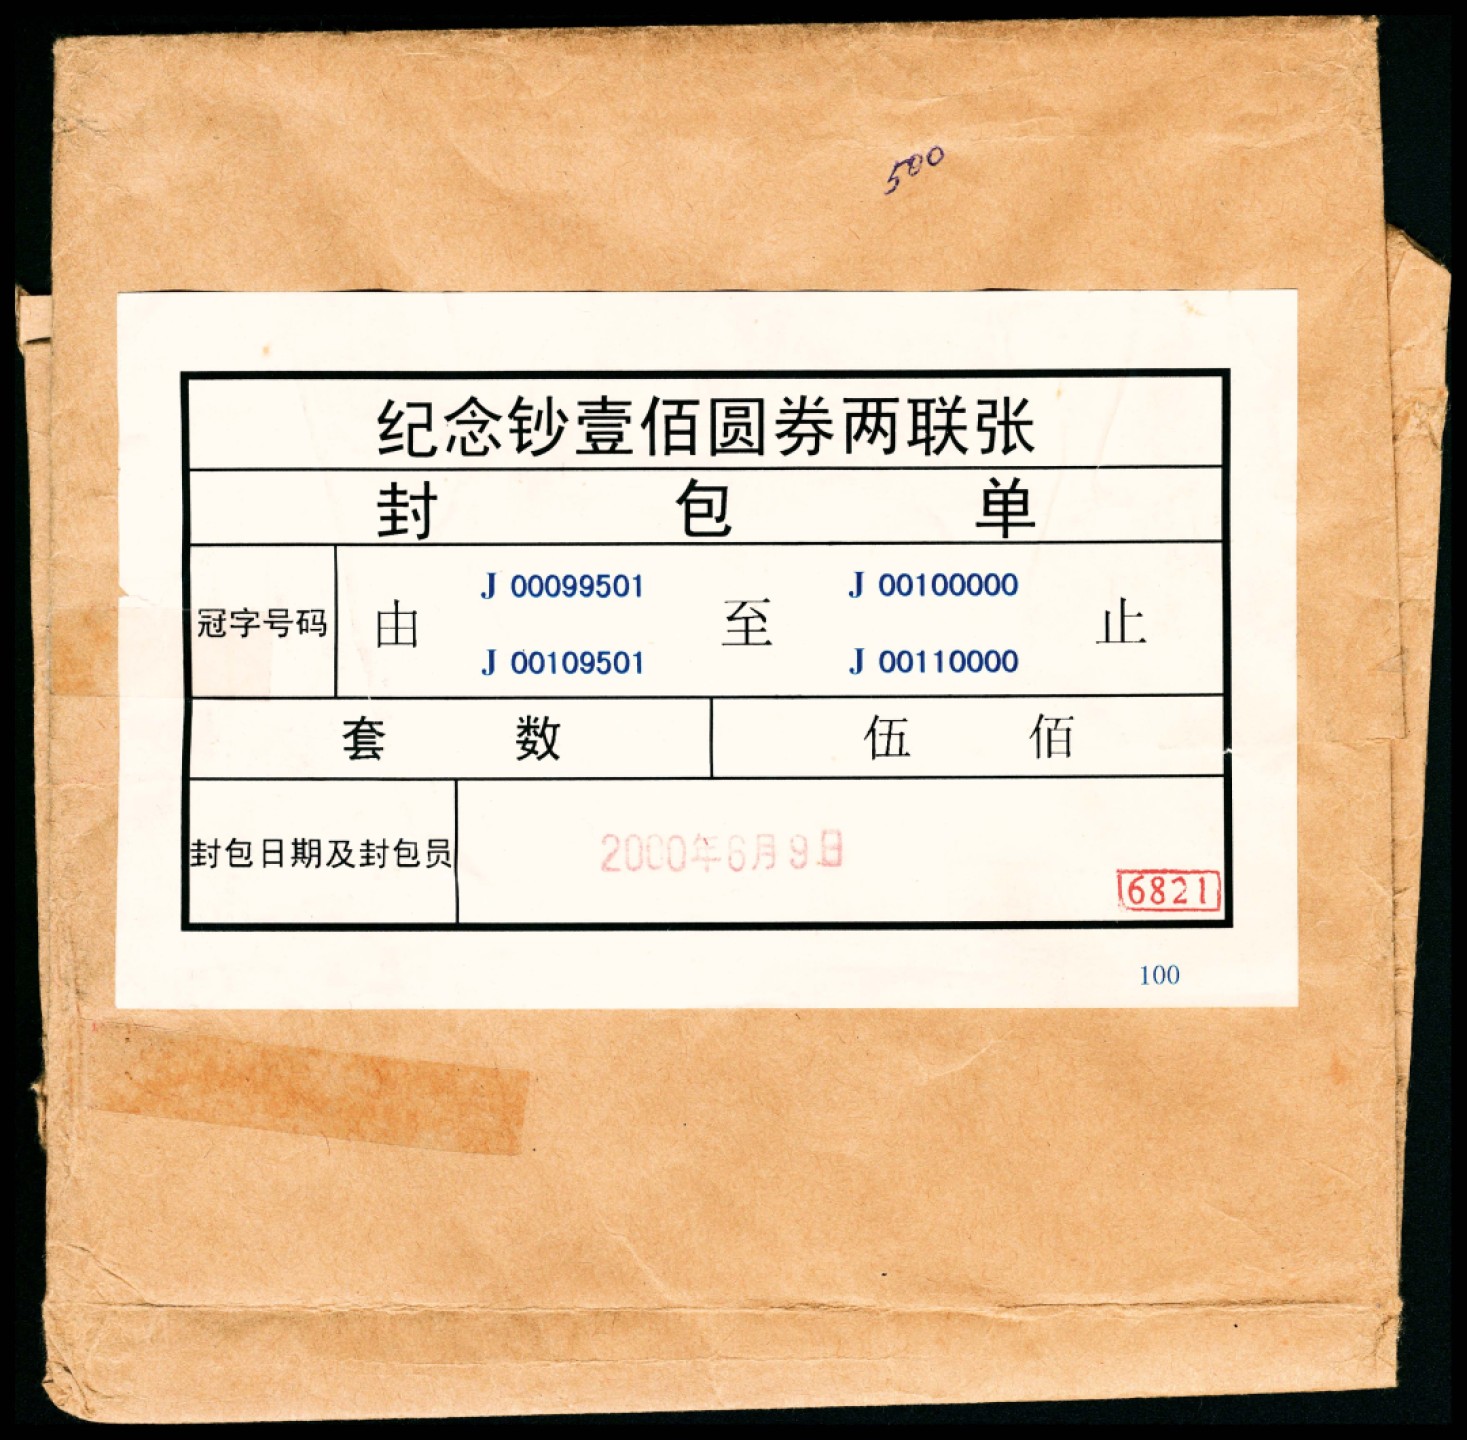 500
纪念钞壹佰圆券两联张
封 包 单
冠字号码 由 J 00099501 至 J 00100000 止
J 00109501 J 00110000
套 数 伍 佰
封包日期及封包员 2000年6月9日
6821
100